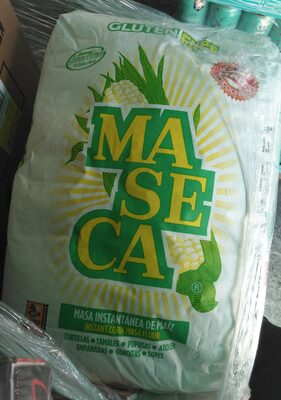 GLUTEN FREE
MA
SE
CA
®
MASA INSTANTÁNEA DE MAÍZ
INSTANT CORN MASA FLOUR
TORTILLAS • TAMALES • PUPUSAS • ATOLES
EMPANADAS • GORDITAS • SOPES